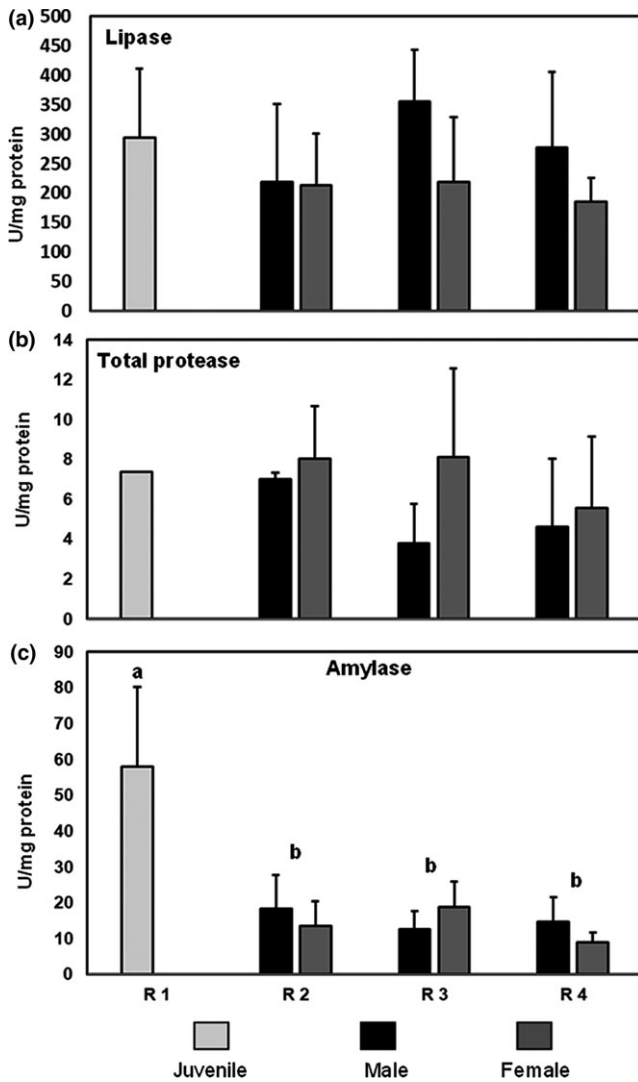 (a)
Lipase
U/mg protein
500
450
400
350
300
250
200
150
100
50
0
(b)
Total protease
U/mg protein
14
12
10
8
6
4
2
0
(c)
Amylase
U/mg protein
90
80
70
60
50
40
30
20
10
0
a
b b b
R 1 R 2 R 3 R 4
Juvenile Male Female